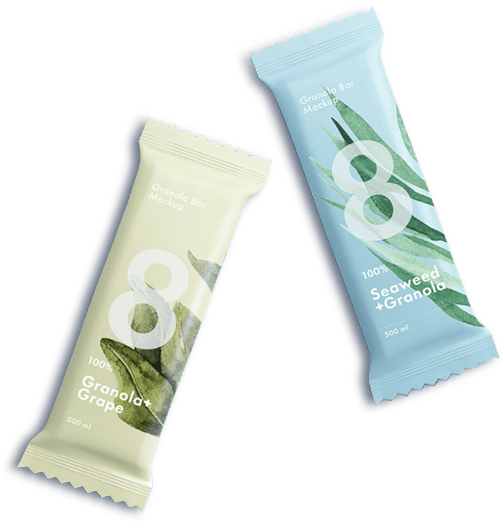 Granola Bar
Mockup
8
100%
Granola+
Grape
500 ml
Granola Bar
Mockup
8
100%
Seaweed
+Granola
500 ml